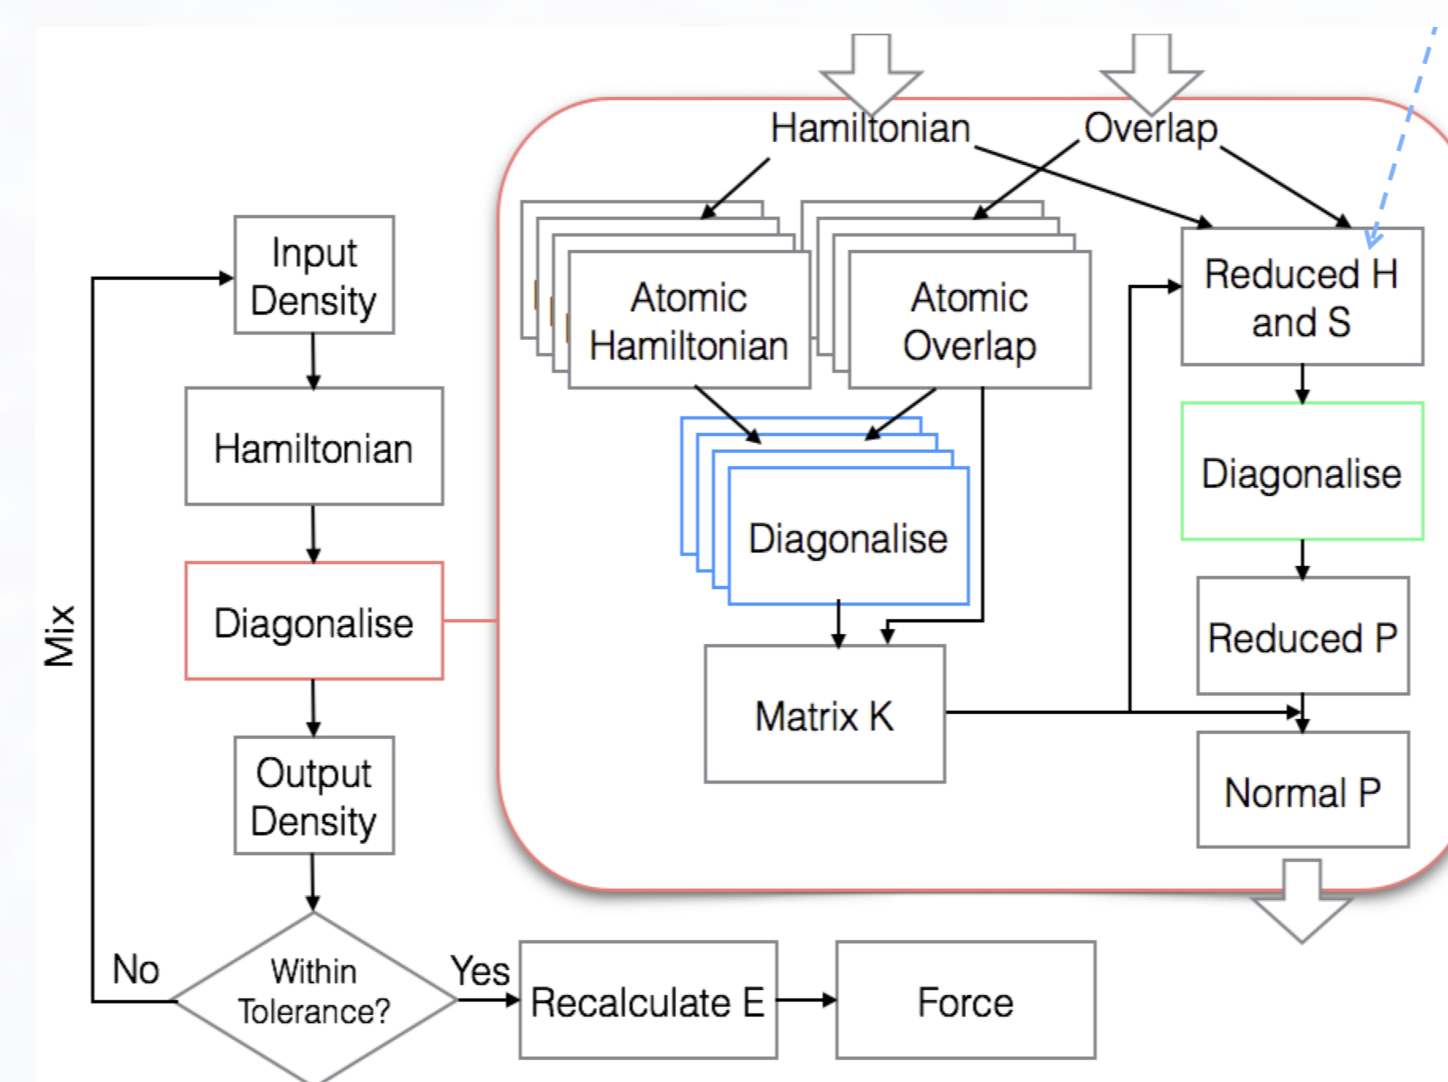 Hamiltonian
Overlap
Input
Density
Hamiltonian
Diagonalise
Output
Density
Within
Tolerance?
No
Yes
Mix
Recalculate E
Force
Atomic
Hamiltonian
Atomic
Overlap
Diagonalise
Matrix K
Reduced H
and S
Diagonalise
Reduced P
Normal P